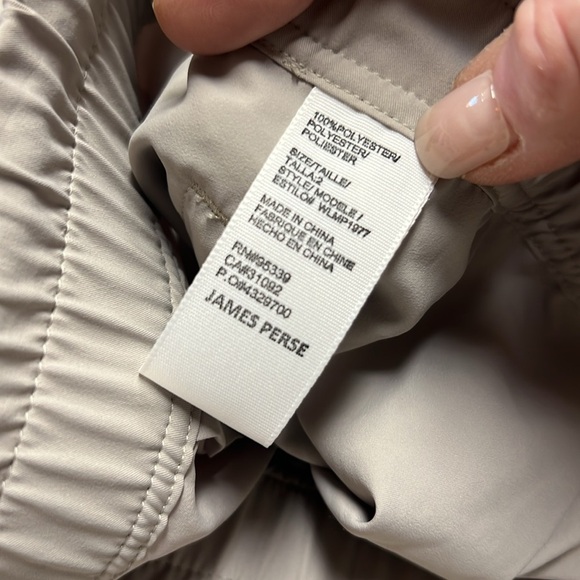 100%POLYESTER/
POLYESTER/
POLIESTER
SIZE/TAILLE/
TALLA:2
STYLE/MODELE/
ESTILO# WLMP1977
MADE IN CHINA
FABRIQUE EN CHINE
HECHO EN CHINA
RN#95339
CA#31092
P.O#4329700
JAMES PERSE